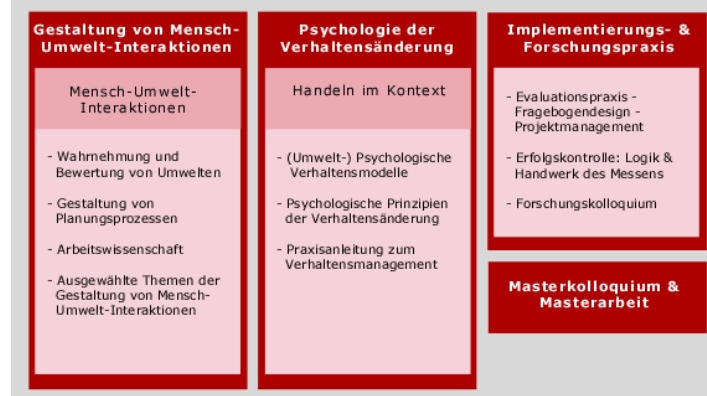 Gestaltung von Mensch-
Umwelt-Interaktionen
Mensch-Umwelt-
Interaktionen
- Wahrnehmung und
Bewertung von Umwelten
- Gestaltung von
Planungsprozessen
- Arbeitswissenschaft
- Ausgewählte Themen der
Gestaltung von Mensch-
Umwelt-Interaktionen
Psychologie der
Verhaltensänderung
Handeln im Kontext
- (Umwelt-) Psychologische
Verhaltensmodelle
- Psychologische Prinzipien
der Verhaltensänderung
- Praxisanleitung zum
Verhaltensmanagement
Implementierungs- &
Forschungspraxis
- Evaluationspraxis -
Fragebogendesign -
Projektmanagement
- Erfolgskontrolle: Logik &
Handwerk des Messens
- Forschungskolloquium
Masterkolloquium &
Masterarbeit